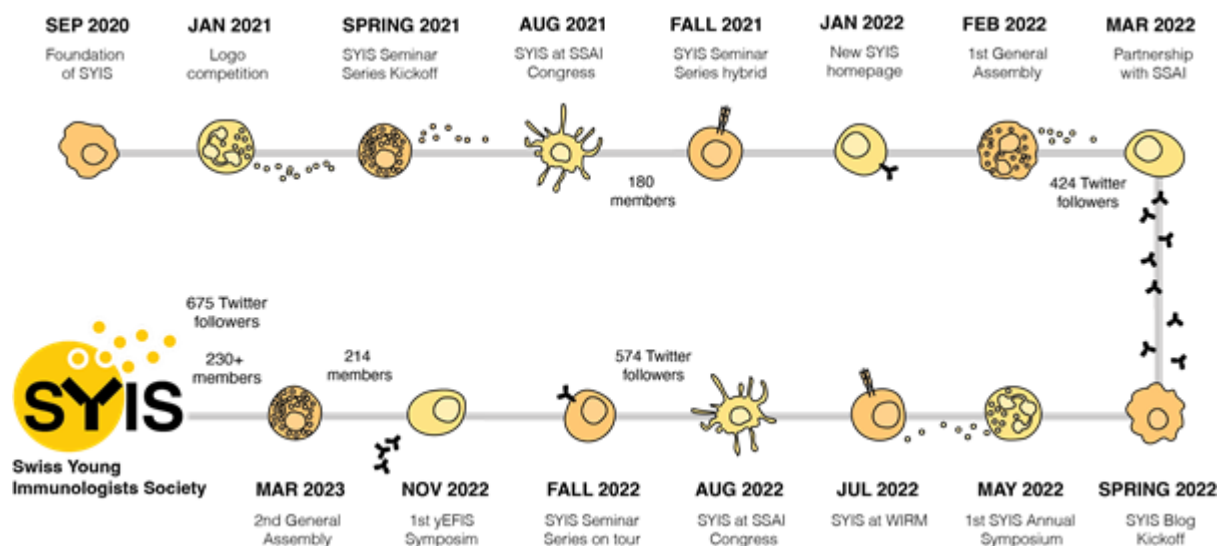 SEP 2020
Foundation
of SYIS
JAN 2021
Logo
competition
SPRING 2021
SYIS Seminar
Series Kickoff
AUG 2021
SYIS at SSAI
Congress
FALL 2021
SYIS Seminar
Series hybrid
JAN 2022
New SYIS
homepage
FEB 2022
1st General
Assembly
MAR 2022
Partnership
with SSAI
180
members
424 Twitter
followers
675 Twitter
followers
230+
members
214
members
574 Twitter
followers
SYIS
Swiss Young
Immunologists Society
MAR 2023
2nd General
Assembly
NOV 2022
1st yEFIS
Symposim
FALL 2022
SYIS Seminar
Series on tour
AUG 2022
SYIS at SSAI
Congress
JUL 2022
SYIS at WIRM
MAY 2022
1st SYIS Annual
Symposium
SPRING 2022
SYIS Blog
Kickoff